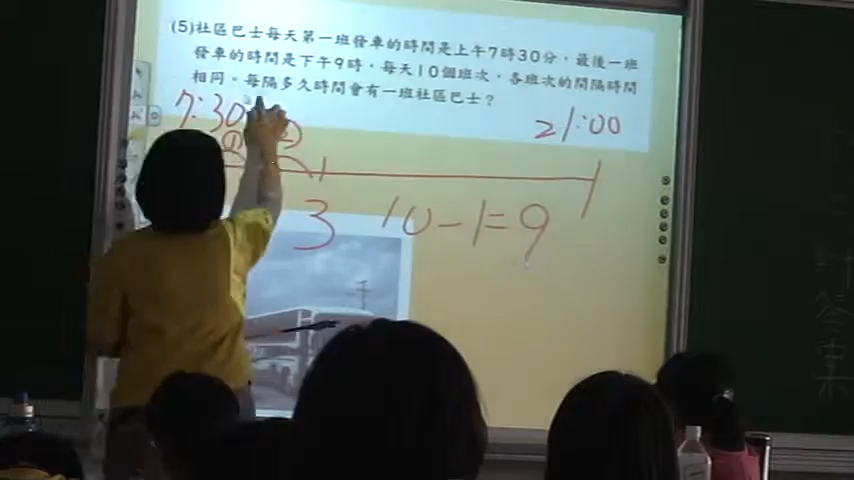 (5)社區巴士每天第一班發車的時間是上午7時30分,最後一班
發車的時間是下午9時,每天10個班次,各班次的間隔時間
相同。每隔多久時間會有一班社區巴士?
7:30
21:00
①
3 10-1=9
對答案